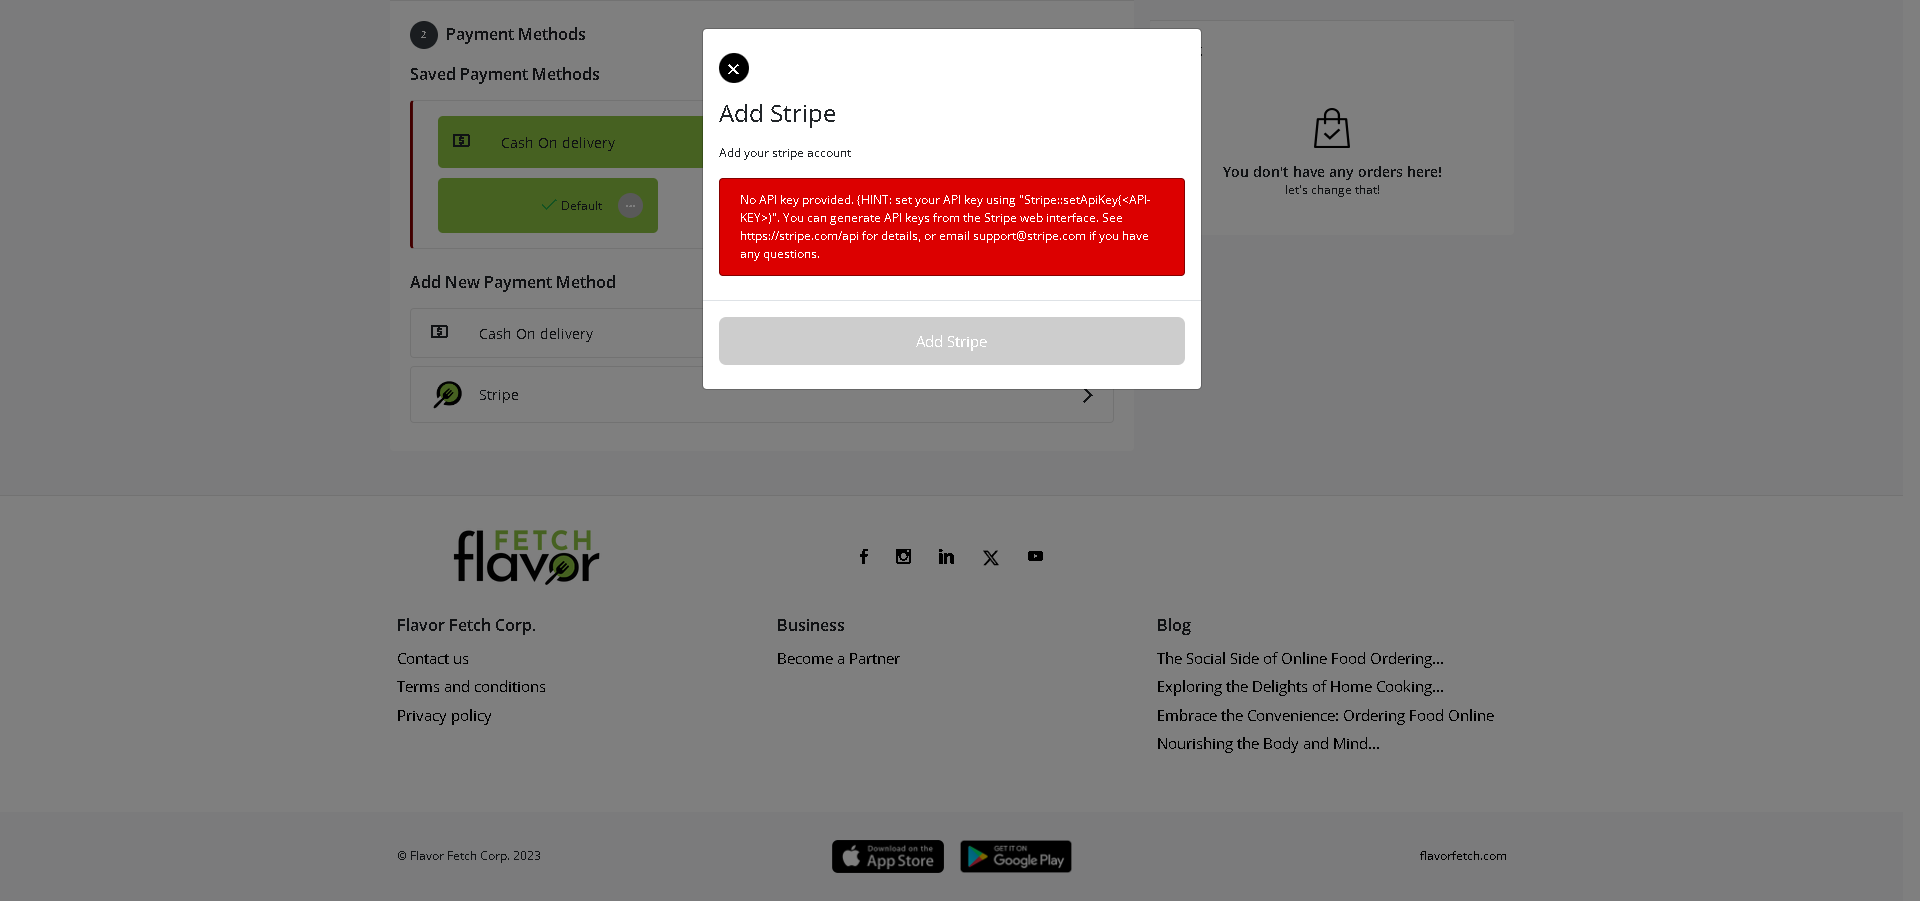 2 Payment Methods
Saved Payment Methods
Cash On delivery
Default
Add New Payment Method
Cash On delivery
Stripe
Add Stripe
Add your stripe account
No API key provided. (HINT: set your API key using "Stripe::setApiKey(<API-
KEY>)". You can generate API keys from the Stripe web interface. See
https://stripe.com/api for details, or email support@stripe.com if you have
any questions.
Add Stripe
You don't have any orders here!
let's change that!
FETCH
flavor
Flavor Fetch Corp.
Contact us
Terms and conditions
Privacy policy
Business
Become a Partner
Blog
The Social Side of Online Food Ordering...
Exploring the Delights of Home Cooking...
Embrace the Convenience: Ordering Food Online
Nourishing the Body and Mind...
© Flavor Fetch Corp. 2023
Download on the
App Store
GET IT ON
Google Play
flavorfetch.com